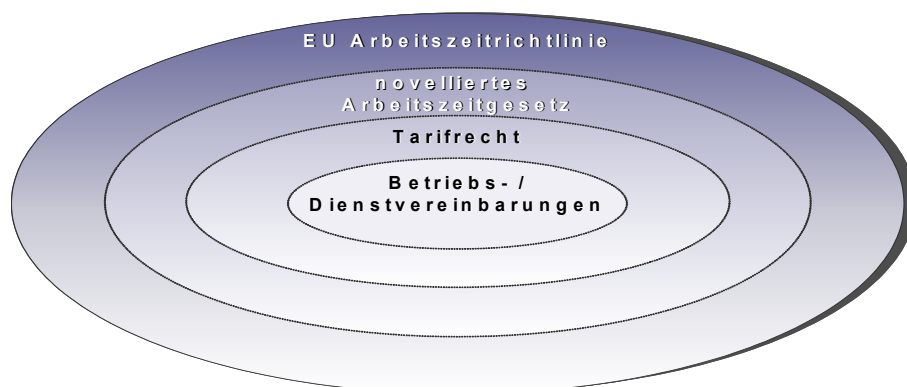 EU Arbeitszeitrichtlinie
novelliertes
Arbeitszeitgesetz
Tarifrecht
Betriebs- /
Dienstvereinbarungen